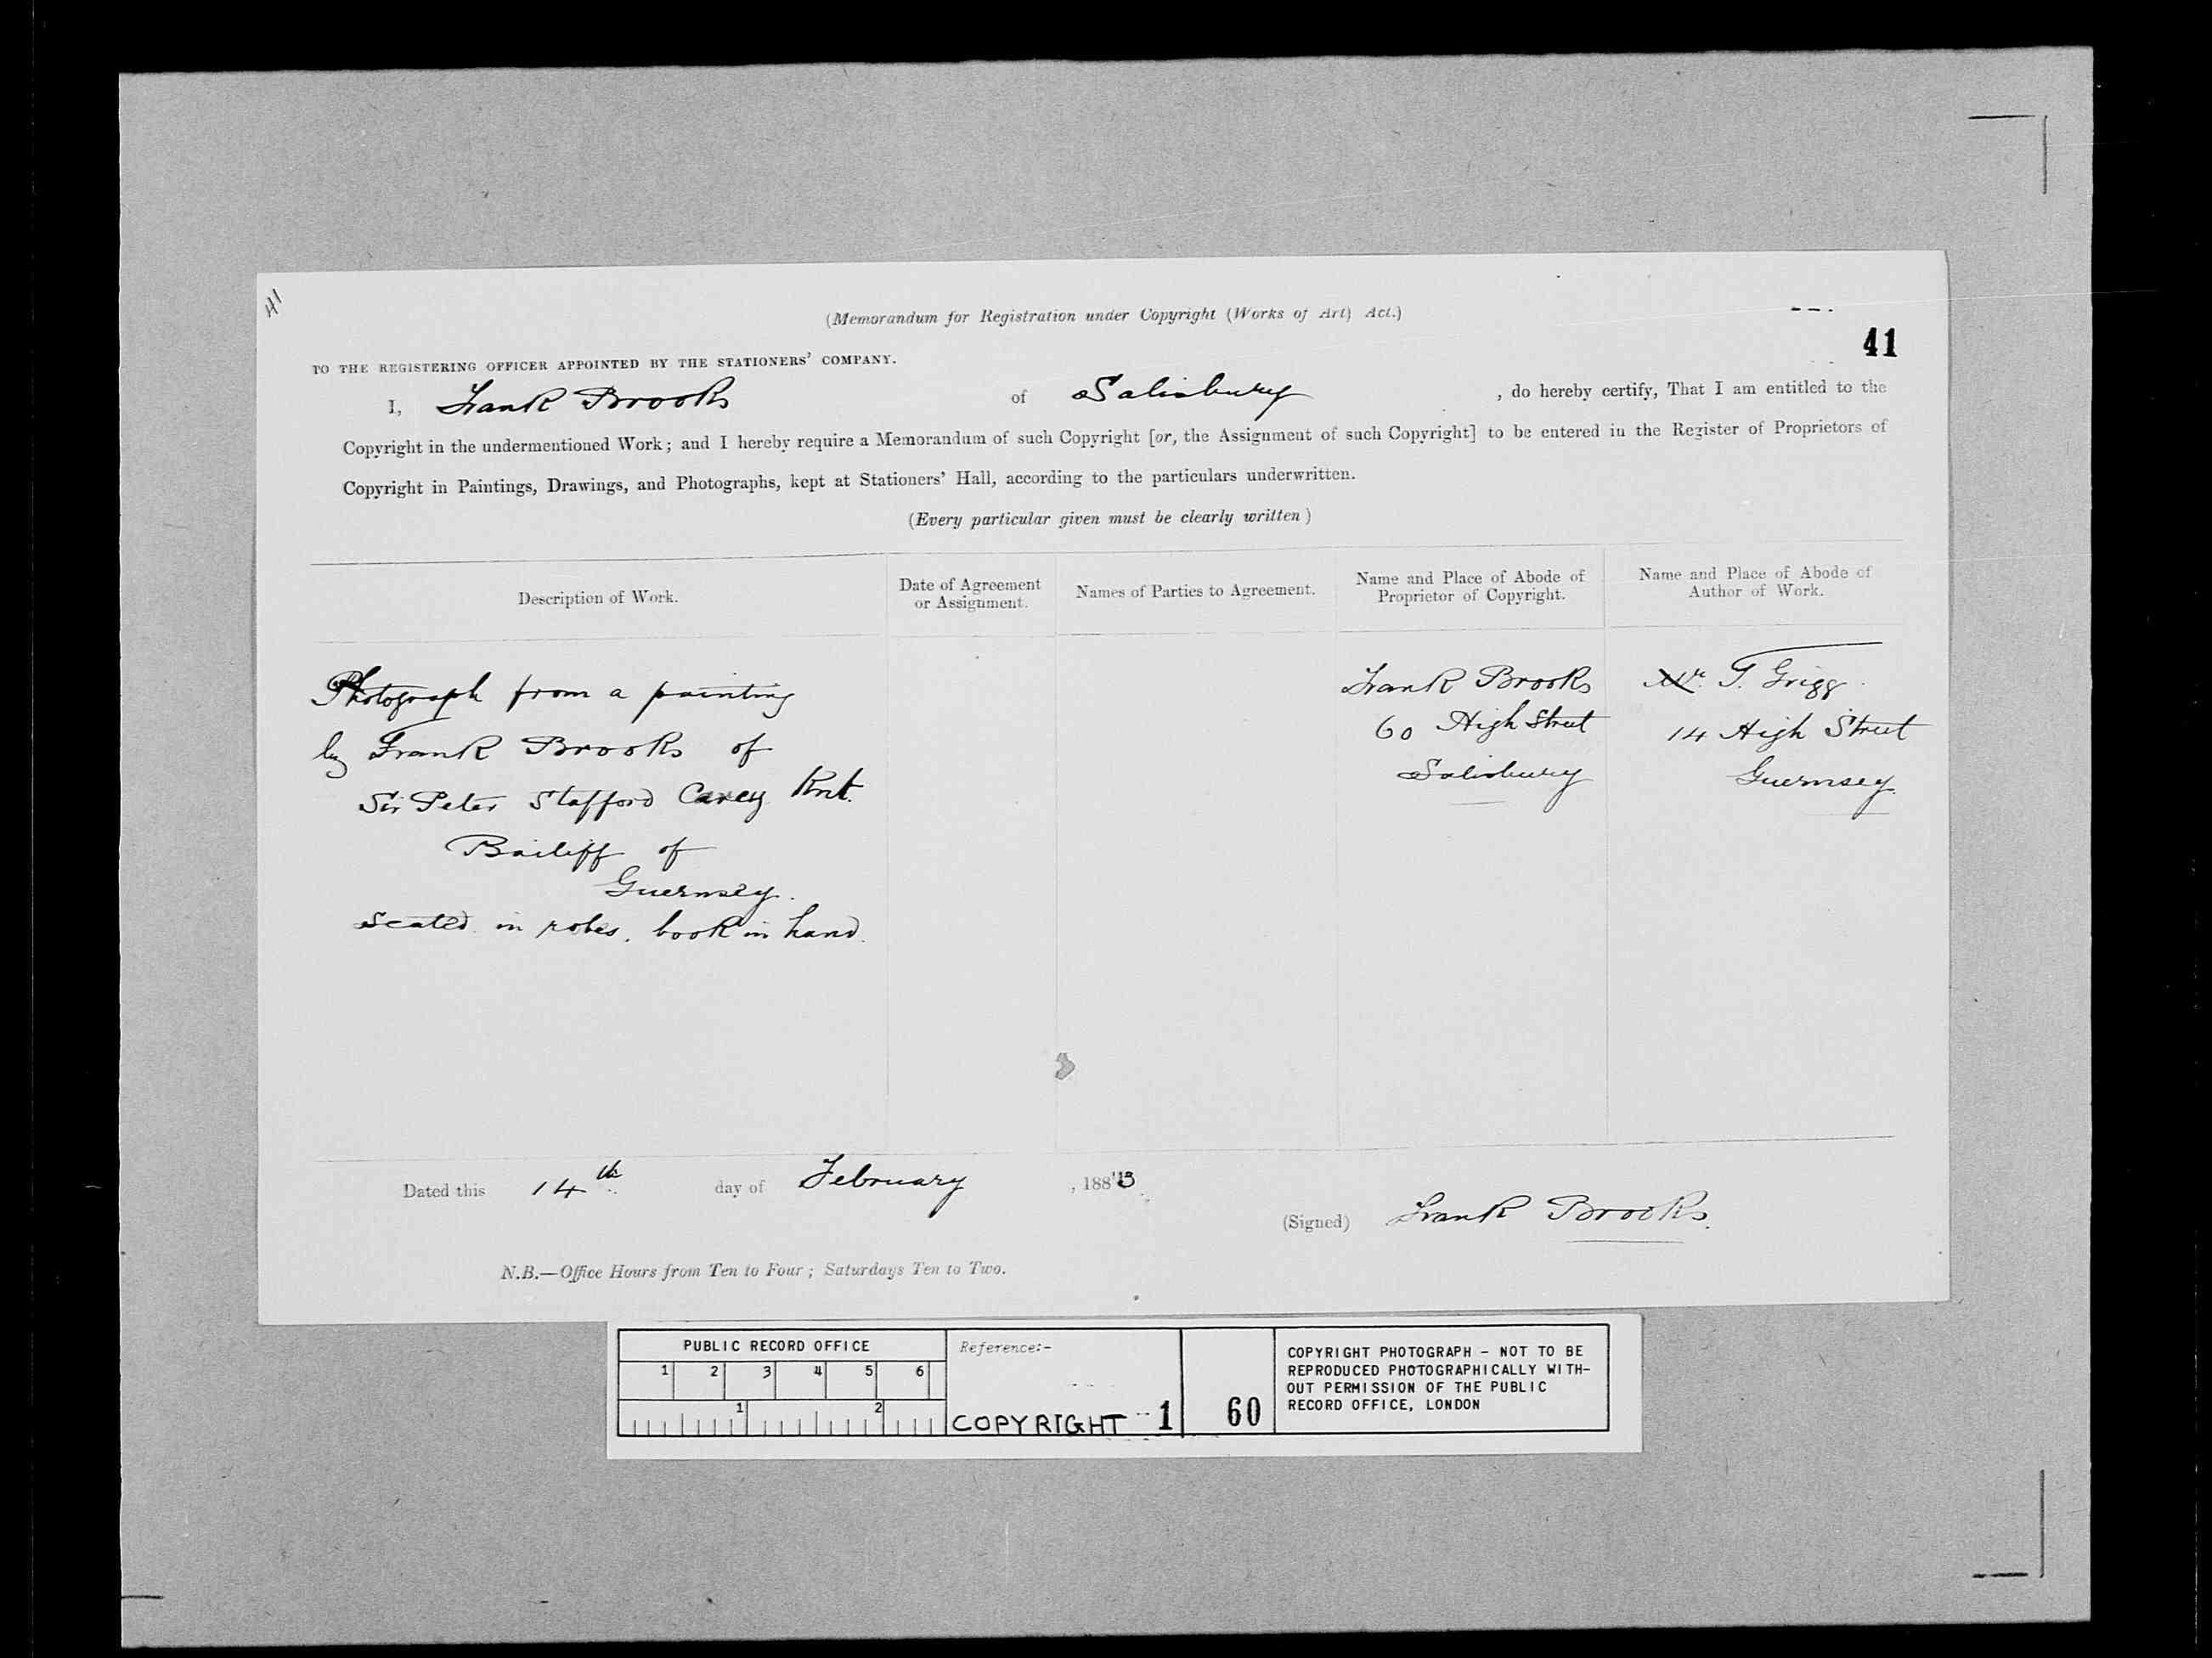 41
(Memorandum for Registration under Copyright (Works of Art) Act.)
41
TO THE REGISTERING OFFICER APPOINTED BY THE STATIONERS' COMPANY.
I, Frank Brooks of Salisbury , do hereby certify, That I am entitled to the
Copyright in the undermentioned Work; and I hereby require a Memorandum of such Copyright [or, the Assignment of such Copyright] to be entered in the Register of Proprietors of
Copyright in Paintings, Drawings, and Photographs, kept at Stationers' Hall, according to the particulars underwritten.
(Every particular given must be clearly written)
Description of Work.
Date of Agreement
or Assignment.
Names of Parties to Agreement.
Name and Place of Abode of
Proprietor of Copyright.
Name and Place of Abode of
Author of Work.
Photograph from a painting
by Frank Brooks of
Sir Peter Stafford Carey Knt.
Bailiff of
Guernsey.
Seated in robes, book in hand.
Frank Brooks
60 High Street
Salisbury
Mr. T. Grigg
14 High Street
Guernsey.
Dated this 14th day of February , 1883
(Signed) Frank Brooks.
N.B.—Office Hours from Ten to Four; Saturdays Ten to Two.
PUBLIC RECORD OFFICE
1 2 3 4 5 6
1 2
Reference:-
COPYRIGHT 1
60
COPYRIGHT PHOTOGRAPH - NOT TO BE
REPRODUCED PHOTOGRAPHICALLY WITH-
OUT PERMISSION OF THE PUBLIC
RECORD OFFICE, LONDON